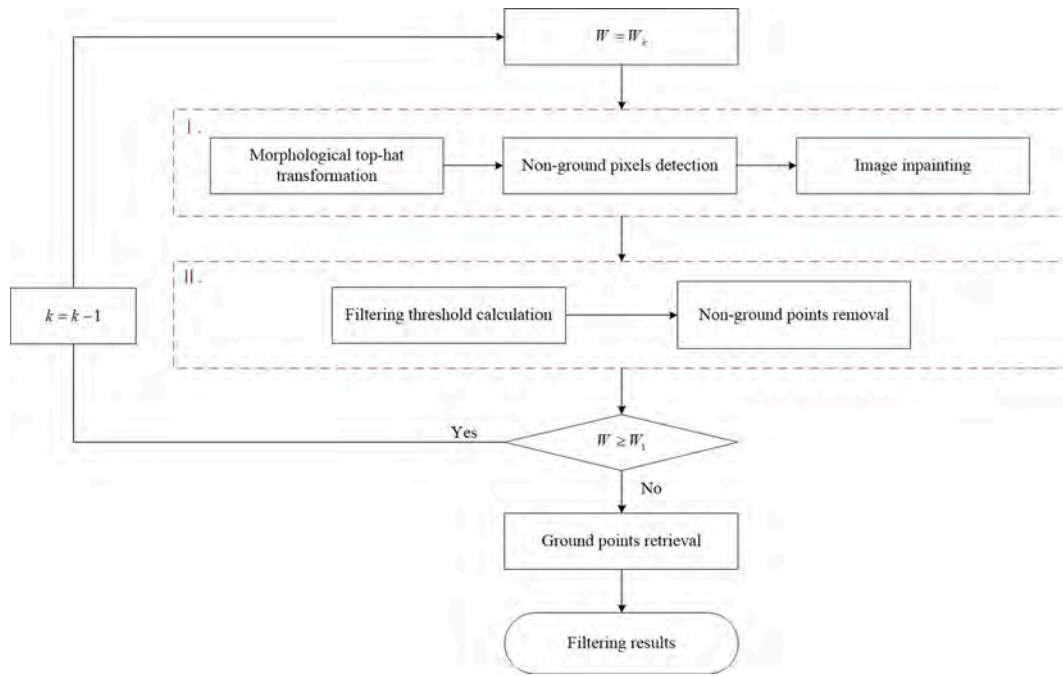 W = W_k
I.
Morphological top-hat
transformation
Non-ground pixels detection
Image inpainting
II.
Filtering threshold calculation
Non-ground points removal
k = k − 1
Yes
W ≥ W_1
No
Ground points retrieval
Filtering results